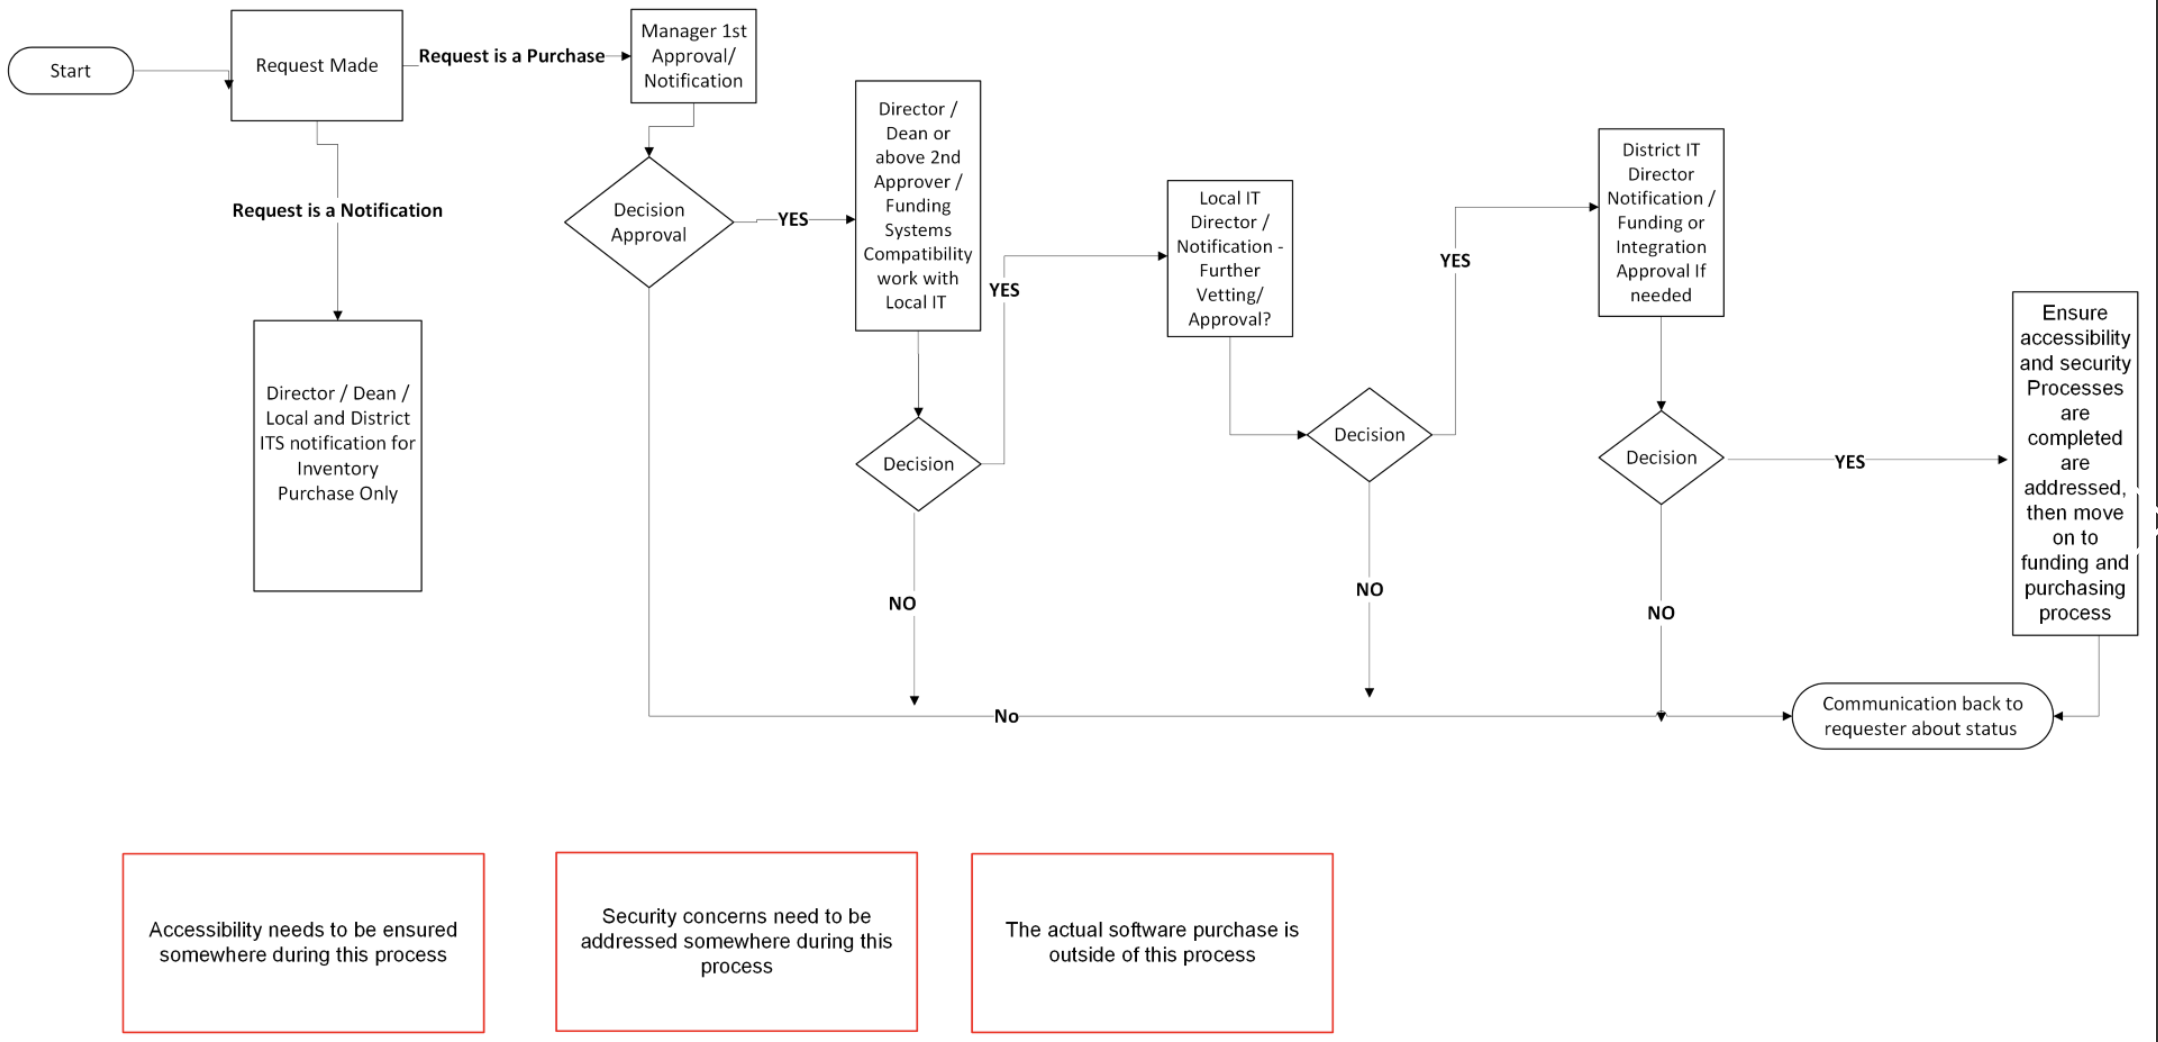 Start
Request Made
Request is a Purchase
Manager 1st
Approval/
Notification
Request is a Notification
Director / Dean /
Local and District
ITS notification for
Inventory
Purchase Only
Decision
Approval
YES
Director /
Dean or
above 2nd
Approver /
Funding
Systems
Compatibility
work with
Local IT
Decision
YES
NO
Local IT
Director /
Notification -
Further
Vetting/
Approval?
Decision
YES
NO
District IT
Director
Notification /
Funding or
Integration
Approval If
needed
Decision
YES
NO
Ensure
accessibility
and security
Processes
are
completed
are
addressed,
then move
on to
funding and
purchasing
process
No
Communication back to
requester about status
Accessibility needs to be ensured
somewhere during this process
Security concerns need to be
addressed somewhere during this
process
The actual software purchase is
outside of this process